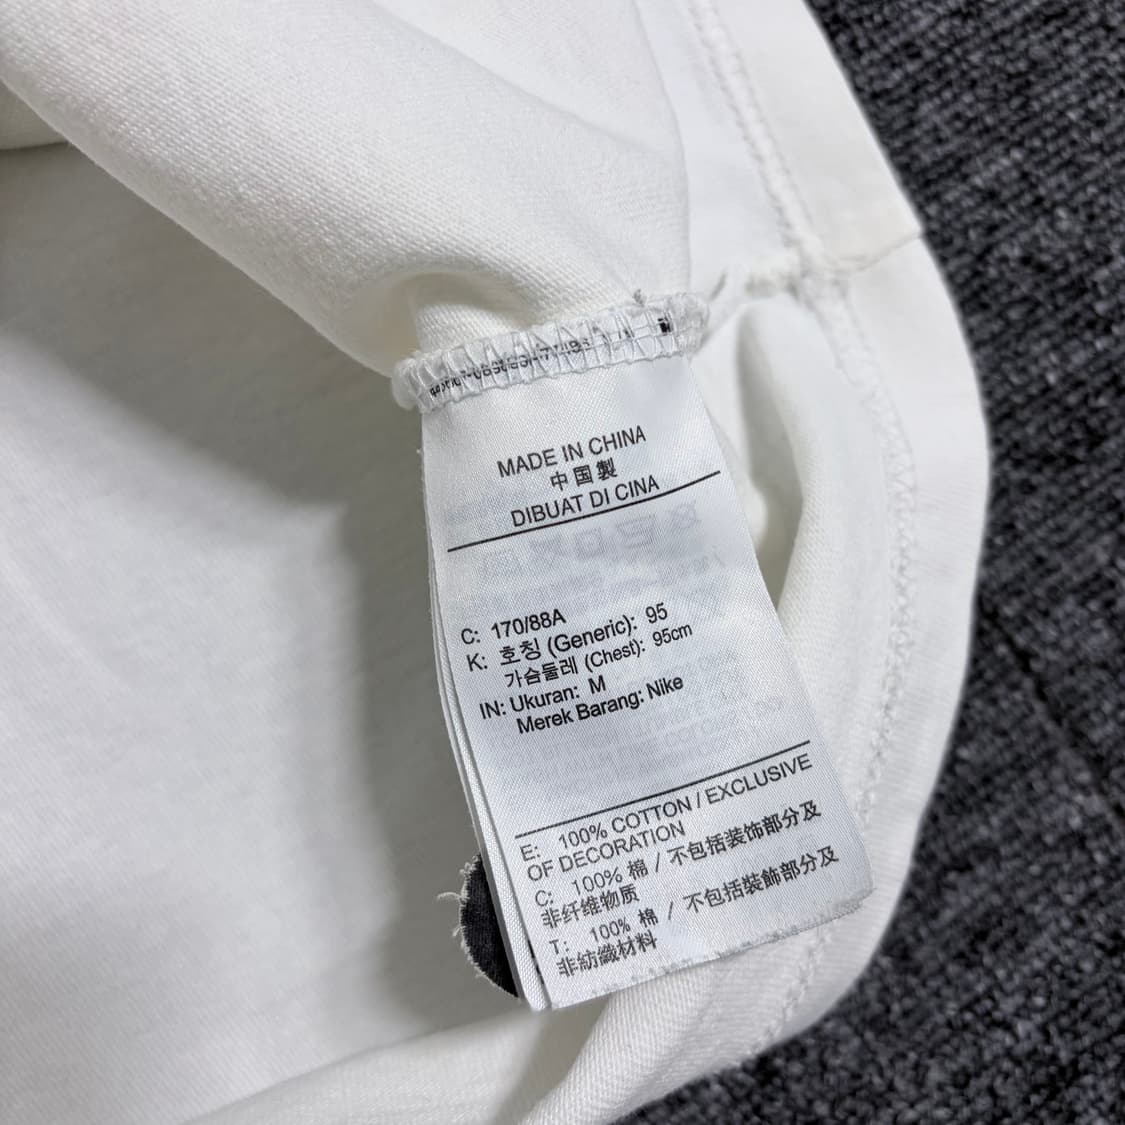 MADE IN CHINA
中国製
DIBUAT DI CINA
C: 170/88A
K: 호칭 (Generic): 95
가슴둘레 (Chest): 95cm
IN: Ukuran: M
Merek Barang: Nike
E: 100% COTTON / EXCLUSIVE
OF DECORATION
C: 100% 棉 / 不包括装饰部分及
非纤维物质
T: 100% 棉 / 不包括裝飾部分及
非紡織材料